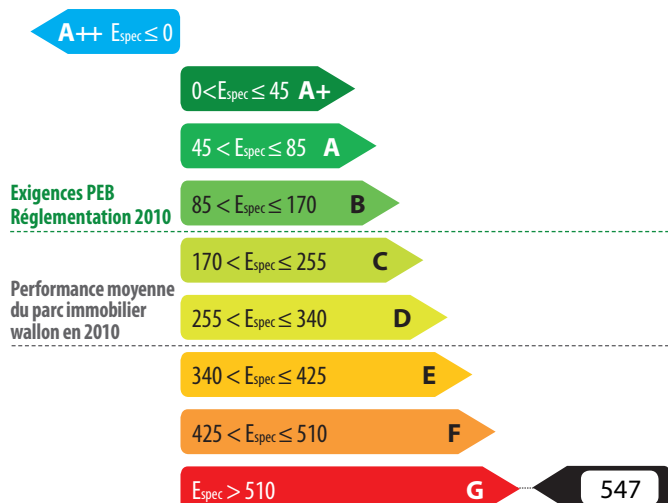 A++ Espec ≤ 0
0<Espec ≤ 45 A+
45 < Espec ≤ 85 A
Exigences PEB
Réglementation 2010
85 < Espec ≤ 170 B
170 < Espec ≤ 255 C
Performance moyenne
du parc immobilier
wallon en 2010
255 < Espec ≤ 340 D
340 < Espec ≤ 425 E
425 < Espec ≤ 510 F
Espec > 510 G 547